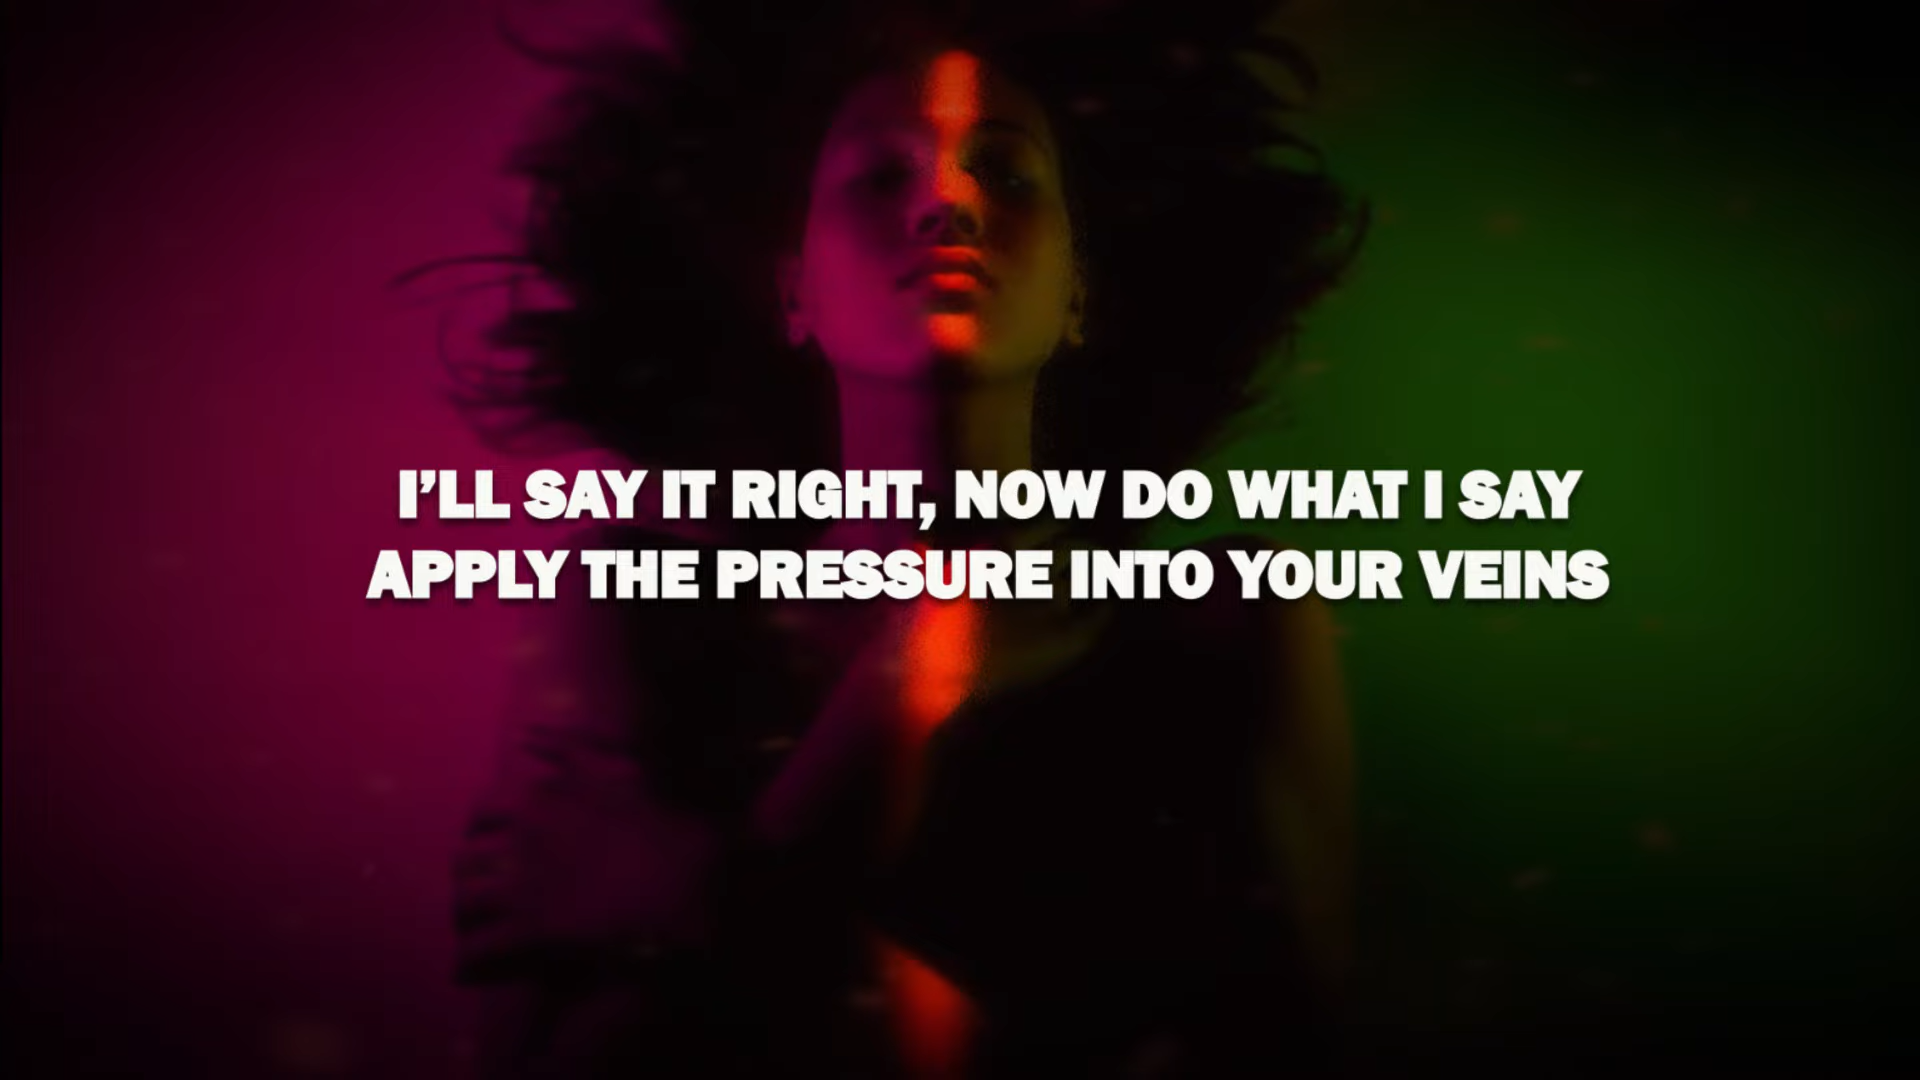 I’LL SAY IT RIGHT, NOW DO WHAT I SAY
APPLY THE PRESSURE INTO YOUR VEINS